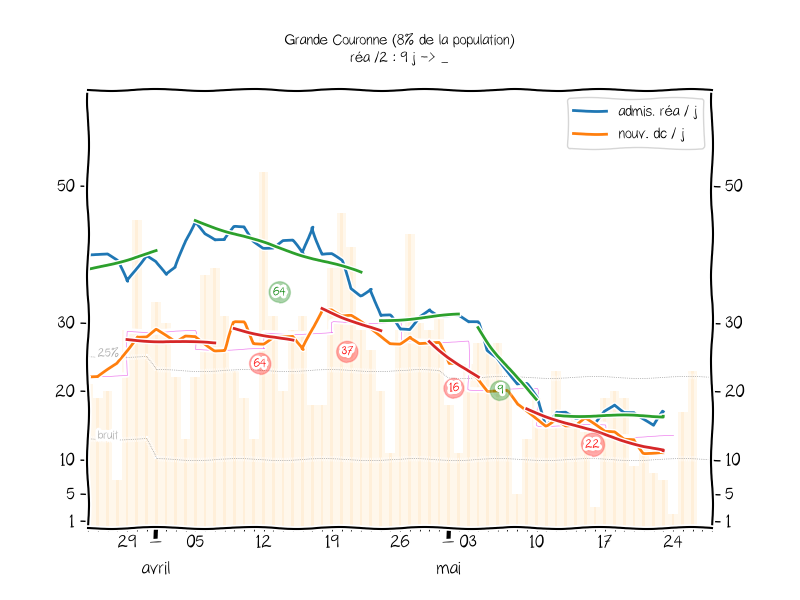 Grande Couronne (8% de la population)
réa /2 : 9 j -> _
admis. réa / j
nouv. dc / j
50 50
64
30 30
25% 64 37
16 9
20 20
22
bruit
10 10
5 5
1 1
29 05 12 19 26 03 10 17 24
avril mai